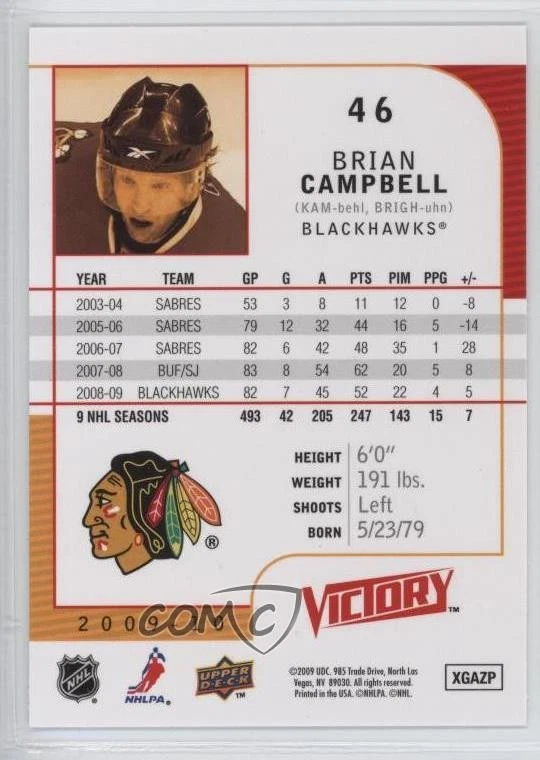 46
BRIAN
CAMPBELL
(KAM-behl, BRIGH-uhn)
BLACKHAWKS®
YEAR TEAM GP G A PTS PIM PPG +/-
2003-04 SABRES 53 3 8 11 12 0 -8
2005-06 SABRES 79 12 32 44 16 5 -14
2006-07 SABRES 82 6 42 48 35 1 28
2007-08 BUF/SJ 83 8 54 62 20 5 8
2008-09 BLACKHAWKS 82 7 45 52 22 4 5
9 NHL SEASONS 493 42 205 247 143 15 7
HEIGHT 6'0"
WEIGHT 191 lbs.
SHOOTS Left
BORN 5/23/79
®
VICTORY™
2009-10
COMC
NHL
NHLPA™
UPPER
D·E·C·K™
©2009 UDC. 985 Trade Drive, North Las
Vegas, NV 89030. All rights reserved.
Printed in the USA. ©NHLPA. ©NHL.
XGAZP